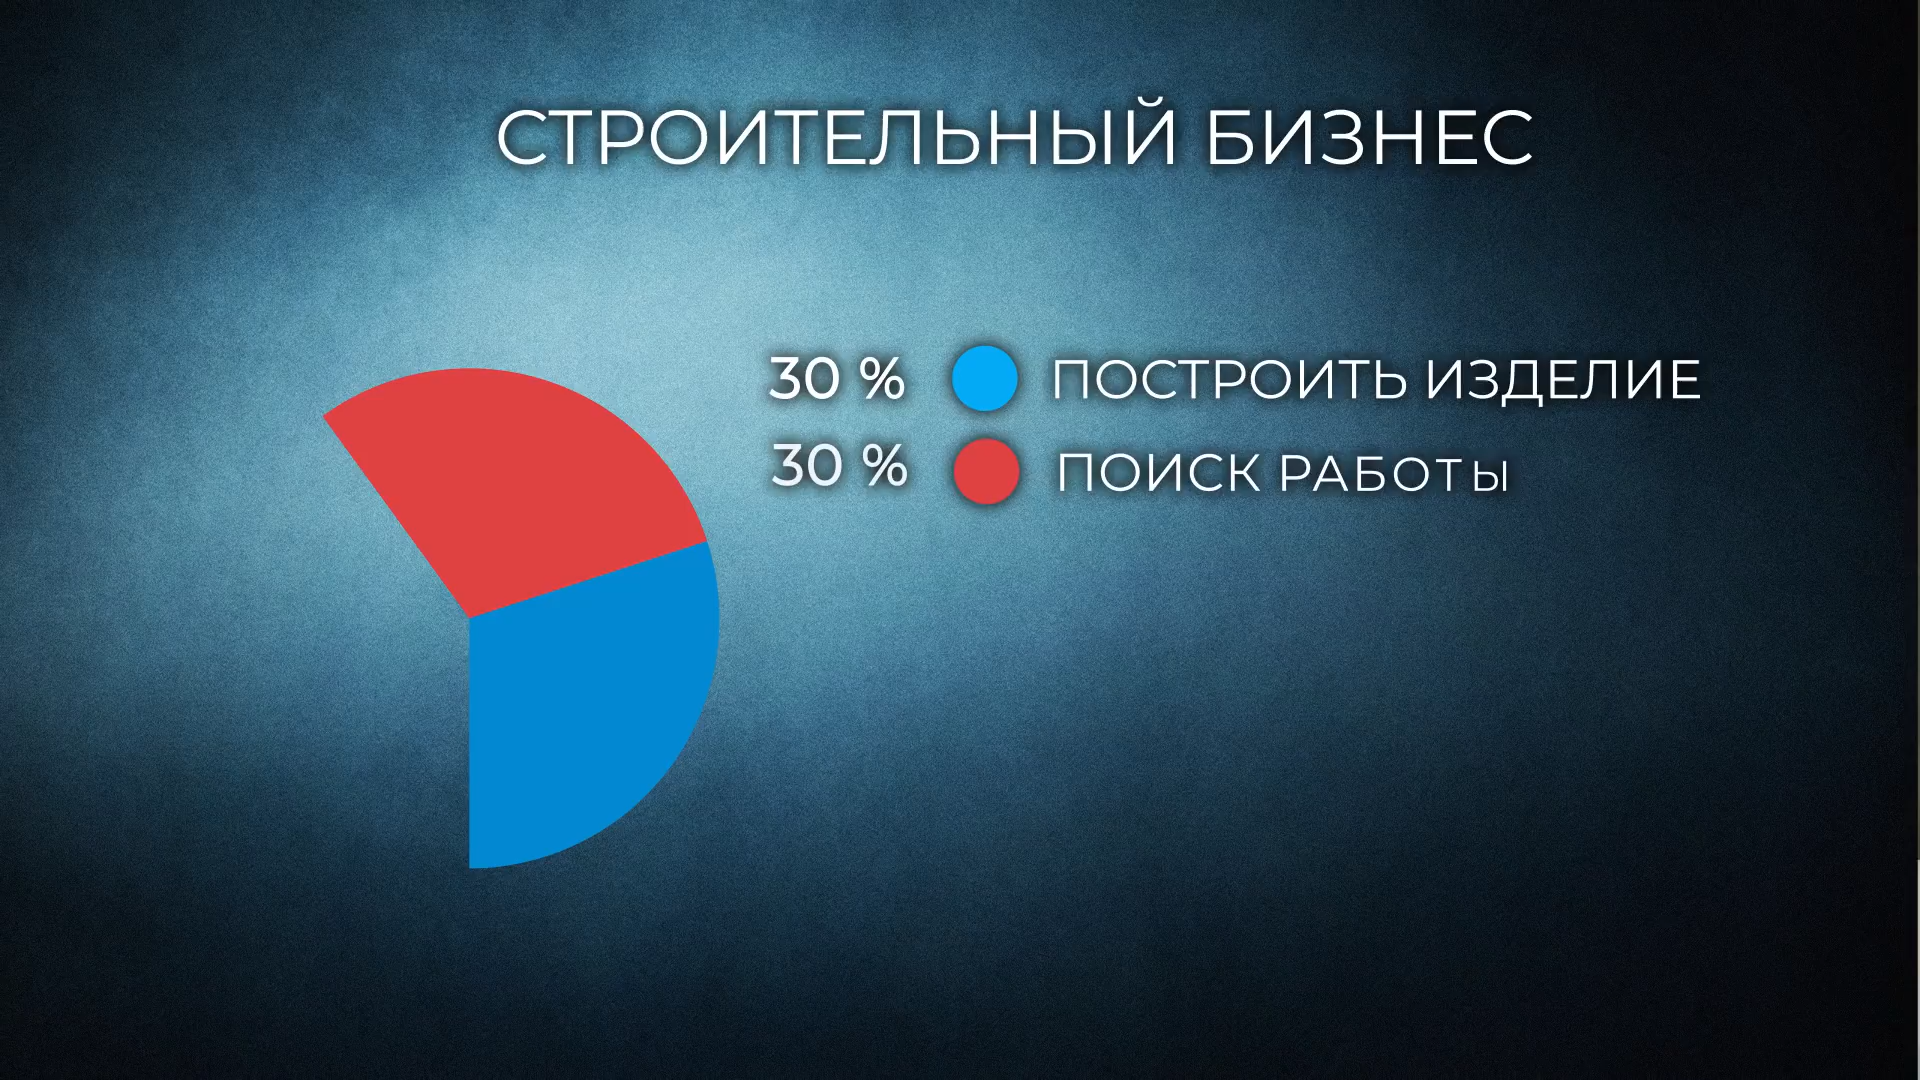 СТРОИТЕЛЬНЫЙ БИЗНЕС
30 % ПОСТРОИТЬ ИЗДЕЛИЕ
30 % ПОИСК РАБОТЫ